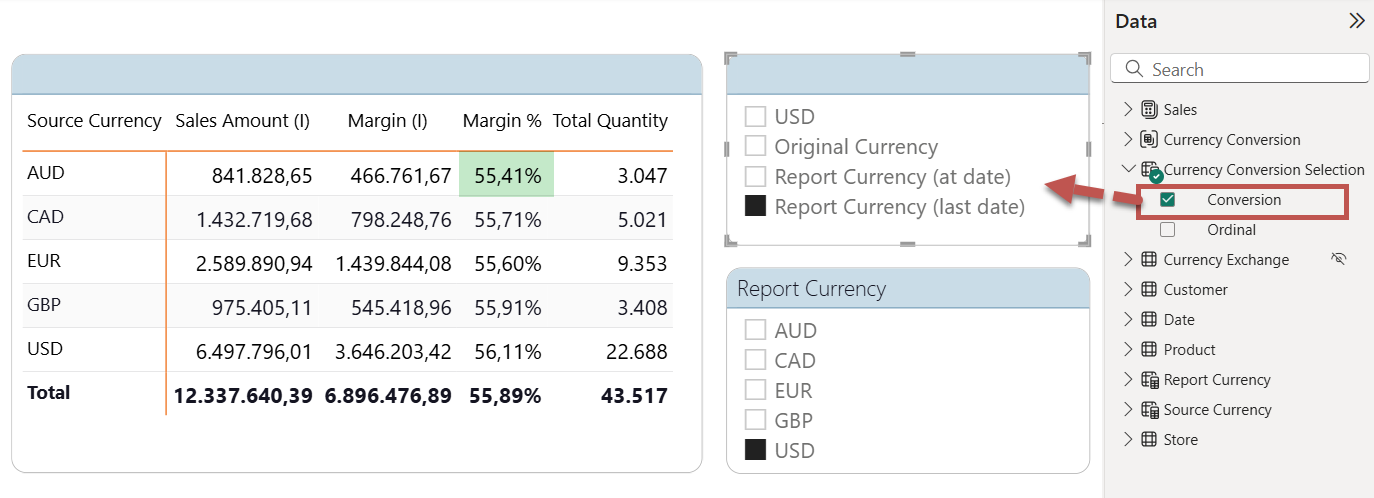 Source Currency Sales Amount (I) Margin (I) Margin % Total Quantity
AUD 841.828,65 466.761,67 55,41% 3.047
CAD 1.432.719,68 798.248,76 55,71% 5.021
EUR 2.589.890,94 1.439.844,08 55,60% 9.353
GBP 975.405,11 545.418,96 55,91% 3.408
USD 6.497.796,01 3.646.203,42 56,11% 22.688
Total 12.337.640,39 6.896.476,89 55,89% 43.517
USD
Original Currency
Report Currency (at date)
Report Currency (last date)
Report Currency
AUD
CAD
EUR
GBP
USD
Data
Search
Sales
Currency Conversion
Currency Conversion Selection
Conversion
Ordinal
Currency Exchange
Customer
Date
Product
Report Currency
Source Currency
Store